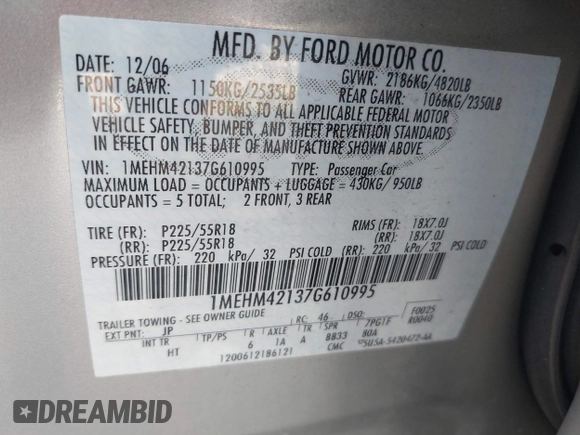 MFD. BY FORD MOTOR CO.
DATE: 12/06
GVWR: 2186KG/4820LB
FRONT GAWR: 1150KG/2535LB
REAR GAWR: 1066KG/2350LB
THIS VEHICLE CONFORMS TO ALL APPLICABLE FEDERAL MOTOR
VEHICLE SAFETY, BUMPER, AND THEFT PREVENTION STANDARDS
IN EFFECT ON THE DATE OF MANUFACTURE SHOWN ABOVE.
VIN: 1MEHM42137G610995 TYPE: Passenger Car
MAXIMUM LOAD = OCCUPANTS + LUGGAGE = 430KG/ 950LB
OCCUPANTS = 5 TOTAL; 2 FRONT, 3 REAR
TIRE (FR): P225/55R18 RIMS (FR): 18X7.0J
(RR): P225/55R18 (RR): 18X7.0J
PRESSURE (FR): 220 kPa/ 32 PSI COLD (RR): 220 kPa/ 32 PSI COLD
1MEHM42137G610995
TRAILER TOWING - SEE OWNER GUIDE
RC: 46 DSO: F0025
EXT PNT: JP R0040
INT TR TP/PS R AXLE TR SPR 7PGTF
HT 6 1A A 8833 80A
CMC
1200612186121
DREAMBID